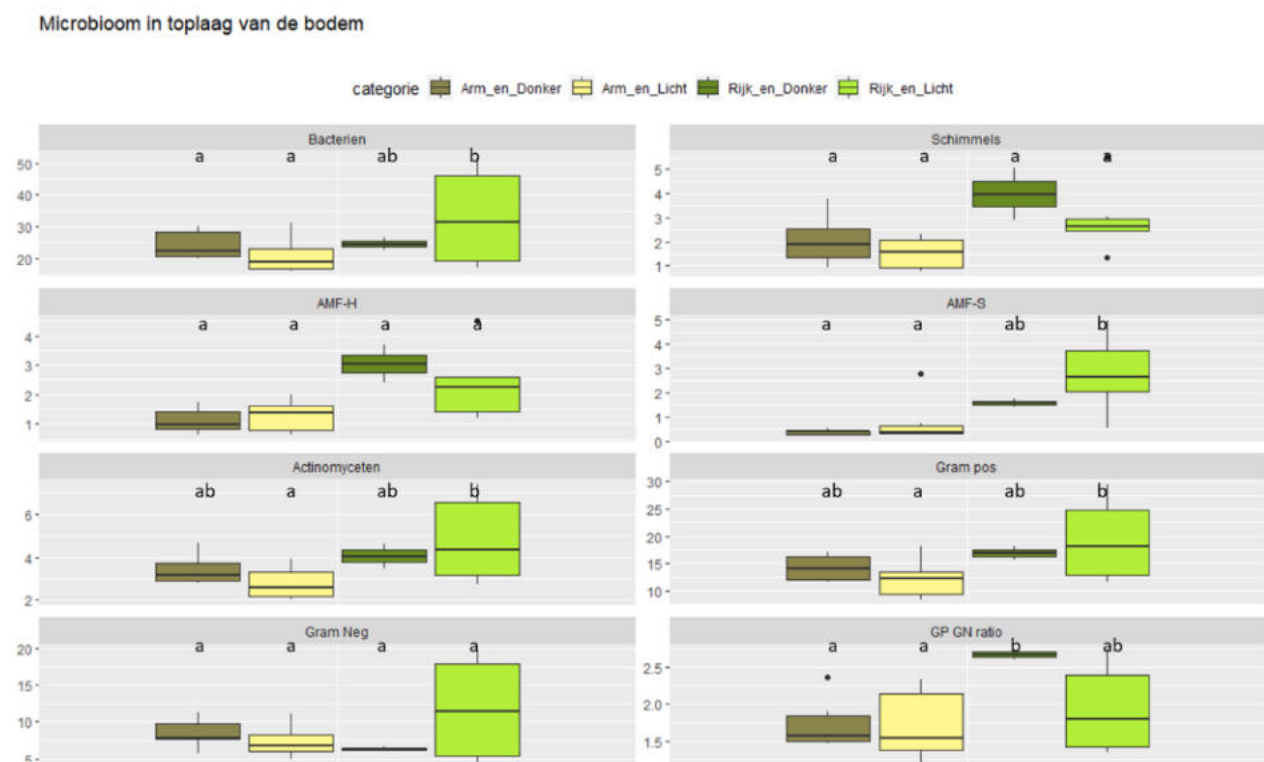 Microbioom in toplaag van de bodem
categorie Arm_en_Donker Arm_en_Licht Rijk_en_Donker Rijk_en_Licht
Bacterien
a a ab b
50
40
30
20
Schimmels
a a a a
5
4
3
2
1
AMF-H
a a a a
4
3
2
1
AMF-S
a a ab b
5
4
3
2
1
0
Actinomyceten
ab a ab b
6
4
2
Gram pos
ab a ab b
30
25
20
15
10
Gram Neg
a a a a
20
15
10
5
GP GN ratio
a a b ab
2.5
2.0
1.5